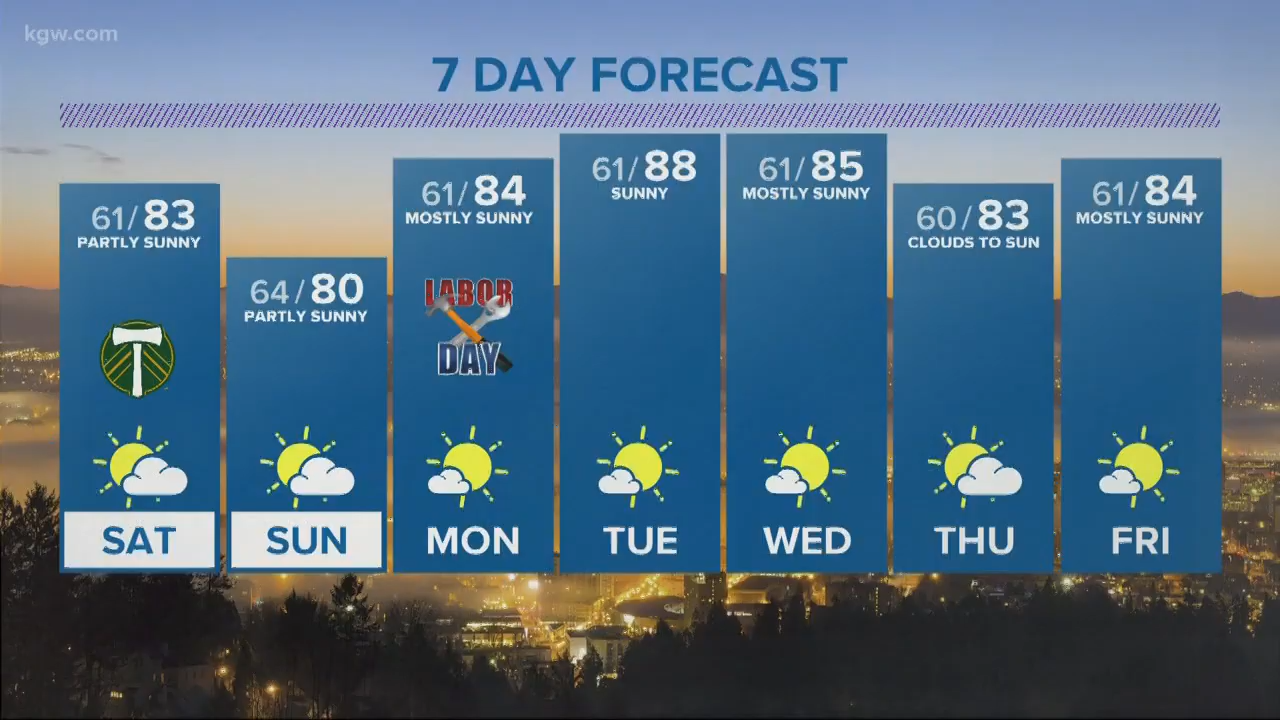 kgw.com
7 DAY FORECAST
61/83
PARTLY SUNNY
SAT
64/80
PARTLY SUNNY
SUN
61/84
MOSTLY SUNNY
LABOR
DAY
MON
61/88
SUNNY
TUE
61/85
MOSTLY SUNNY
WED
60/83
CLOUDS TO SUN
THU
61/84
MOSTLY SUNNY
FRI